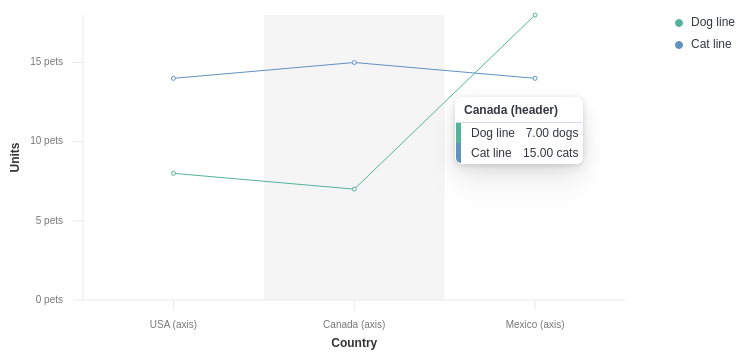 Dog line
Cat line
15 pets
10 pets
5 pets
0 pets
Units
Canada (header)
Dog line 7.00 dogs
Cat line 15.00 cats
USA (axis) Canada (axis) Mexico (axis)
Country